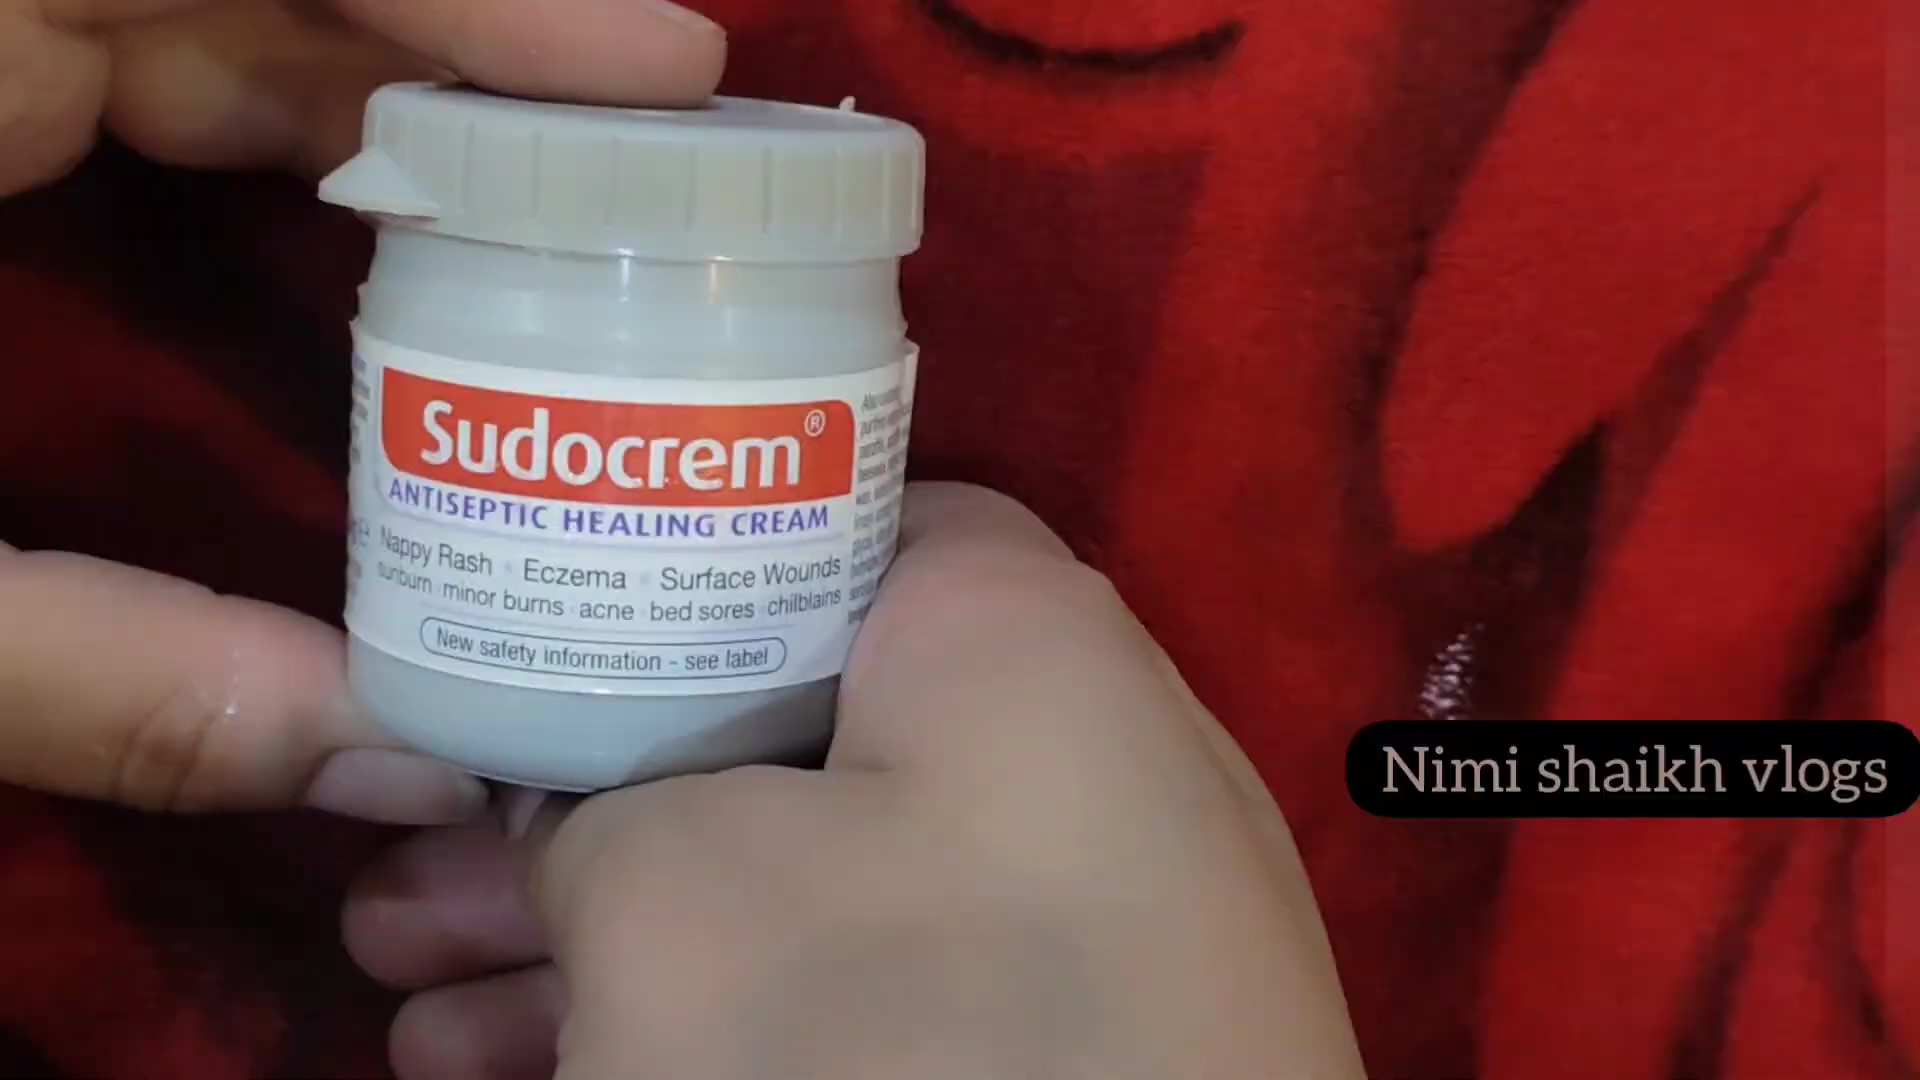 Sudocrem®
ANTISEPTIC HEALING CREAM
Nappy Rash Eczema Surface Wounds
sunburn minor burns acne bed sores chilblains
New safety information - see label
Nimi shaikh vlogs